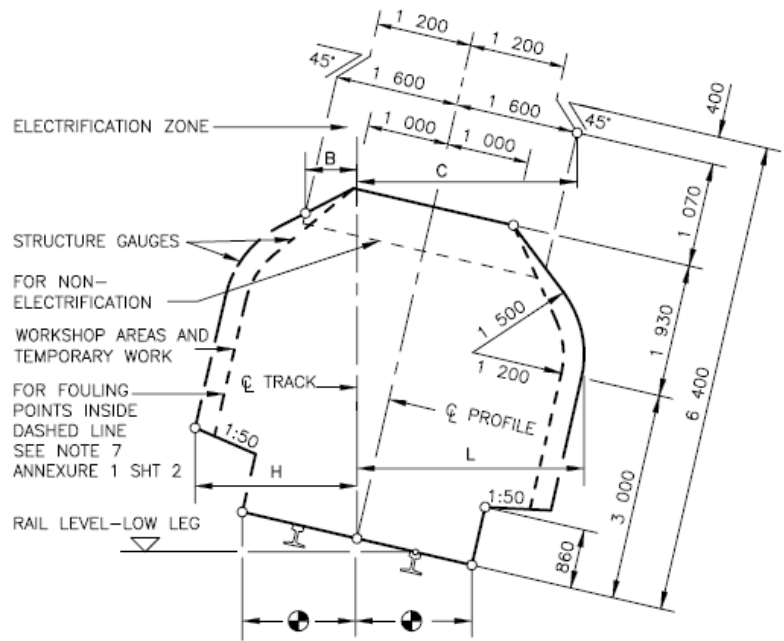 1 200
1 200
45°
1 600
1 600
45°
400
ELECTRIFICATION ZONE
1 000
1 000
B
C
1 070
STRUCTURE GAUGES
FOR NON-
ELECTRIFICATION
1 500
1 930
WORKSHOP AREAS AND
TEMPORARY WORK
1 200
6 400
℄ TRACK
FOR FOULING
POINTS INSIDE
DASHED LINE
SEE NOTE 7
ANNEXURE 1 SHT 2
℄ PROFILE
1:50
H
L
3 000
1:50
RAIL LEVEL-LOW LEG
860